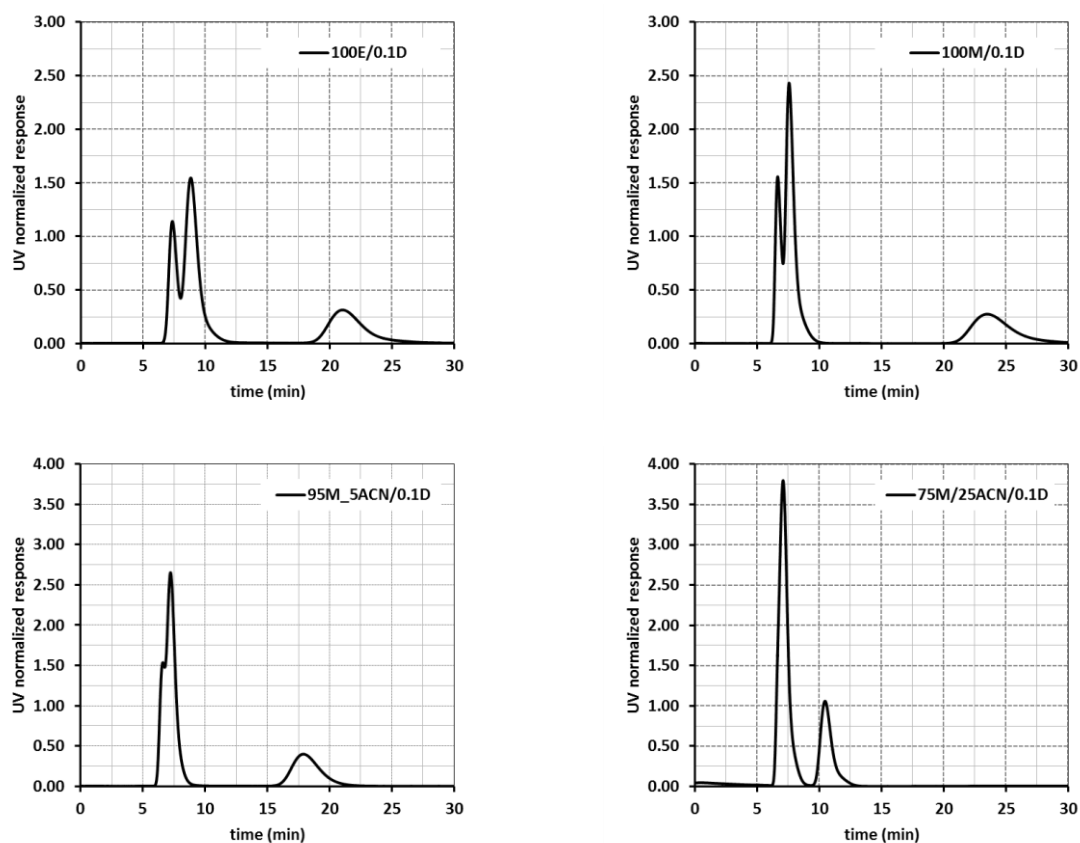 100E/0.1D
3.00
2.50
2.00
1.50
1.00
0.50
0.00
UV normalized response
0 5 10 15 20 25 30
time (min)
100M/0.1D
3.00
2.50
2.00
1.50
1.00
0.50
0.00
UV normalized response
0 5 10 15 20 25 30
time (min)
95M_5ACN/0.1D
4.00
3.50
3.00
2.50
2.00
1.50
1.00
0.50
0.00
UV normalized response
0 5 10 15 20 25 30
time (min)
75M/25ACN/0.1D
4.00
3.50
3.00
2.50
2.00
1.50
1.00
0.50
0.00
UV normalized response
0 5 10 15 20 25 30
time (min)